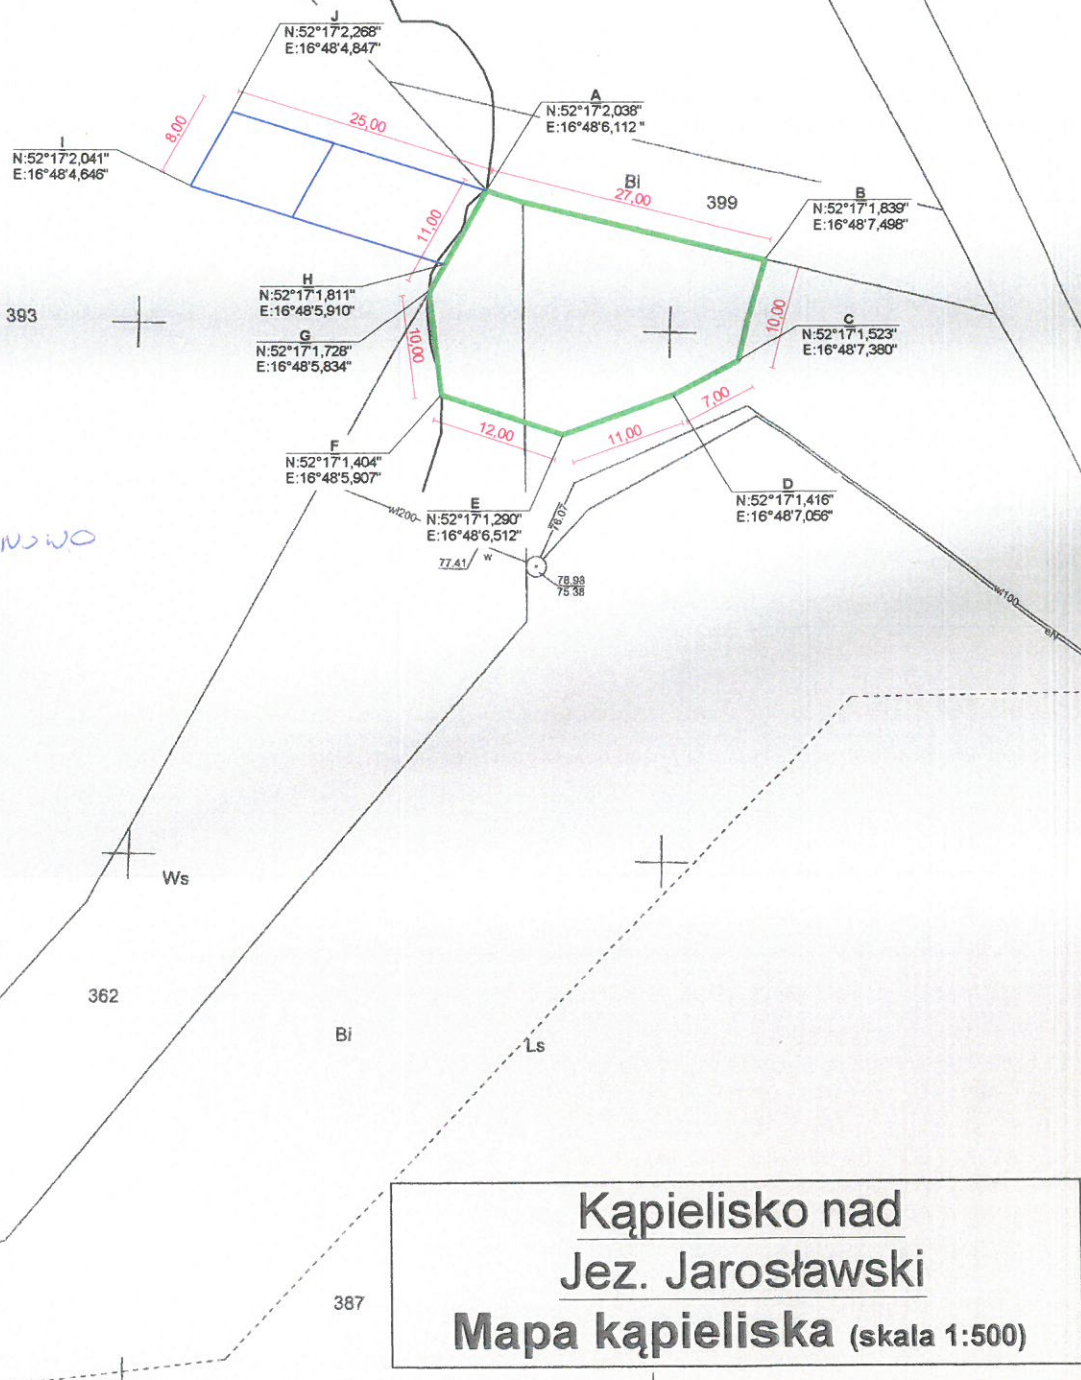 J
N:52°17'2,268"
E:16°48'4,847"
A
N:52°17'2,038"
E:16°48'6,112"
25,00
8,00
I
N:52°17'2,041"
E:16°48'4,646"
Bi
27,00
399
B
N:52°17'1,839"
E:16°48'7,498"
11,00
H
N:52°17'1,811"
E:16°48'5,910"
393
10,00
C
N:52°17'1,523"
E:16°48'7,380"
G
N:52°17'1,728"
E:16°48'5,834"
10,00
7,00
12,00
11,00
F
N:52°17'1,404"
E:16°48'5,907"
D
N:52°17'1,416"
E:16°48'7,056"
E
N:52°17'1,290"
E:16°48'6,512"
w200
76.07
77.41
w
78.98
75.38
w100
eN
Ws
362
Bi
Ls
387
Kąpielisko nad
Jez. Jarosławski
Mapa kąpieliska (skala 1:500)